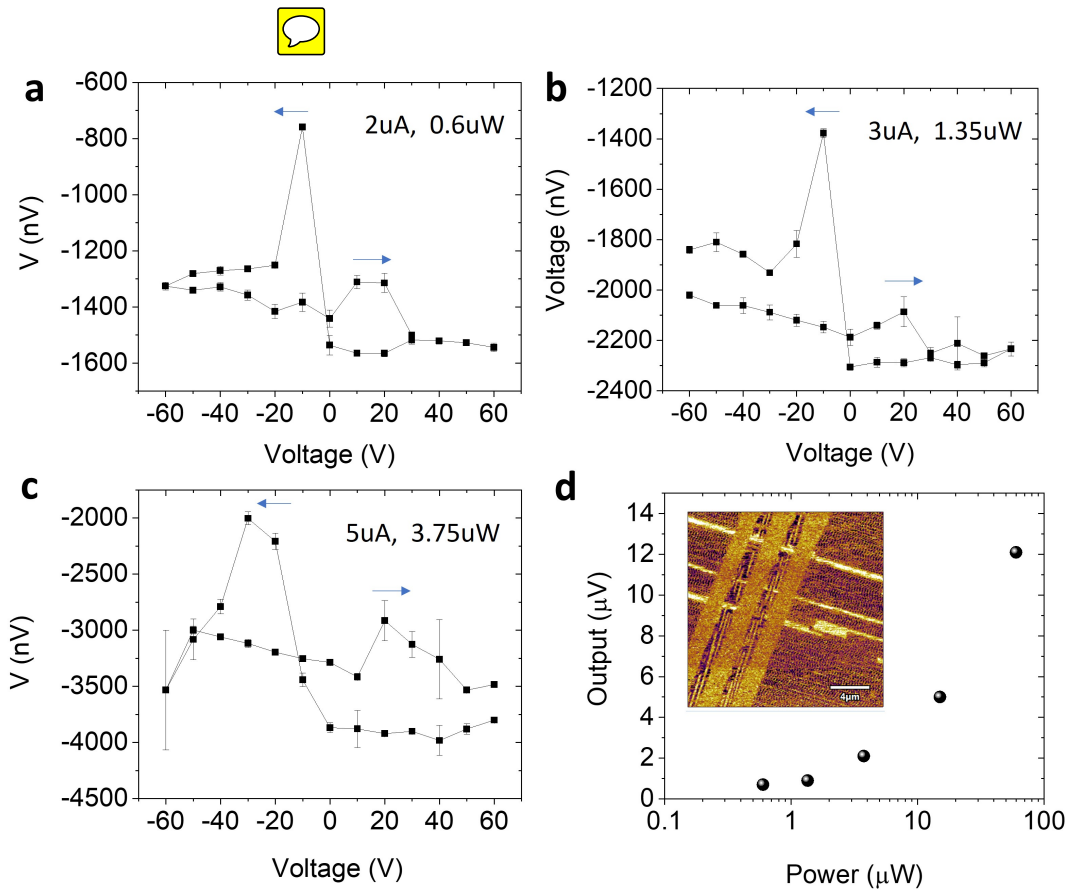 a
2uA, 0.6uW
-600
-800
-1000
-1200
-1400
-1600
V (nV)
-60 -40 -20 0 20 40 60
Voltage (V)
b
3uA, 1.35uW
-1200
-1400
-1600
-1800
-2000
-2200
-2400
Voltage (nV)
-60 -40 -20 0 20 40 60
Voltage (V)
c
5uA, 3.75uW
-2000
-2500
-3000
-3500
-4000
-4500
V (nV)
-60 -40 -20 0 20 40 60
Voltage (V)
d
14
12
10
8
6
4
2
0
Output (μV)
4μm
0.1 1 10 100
Power (μW)